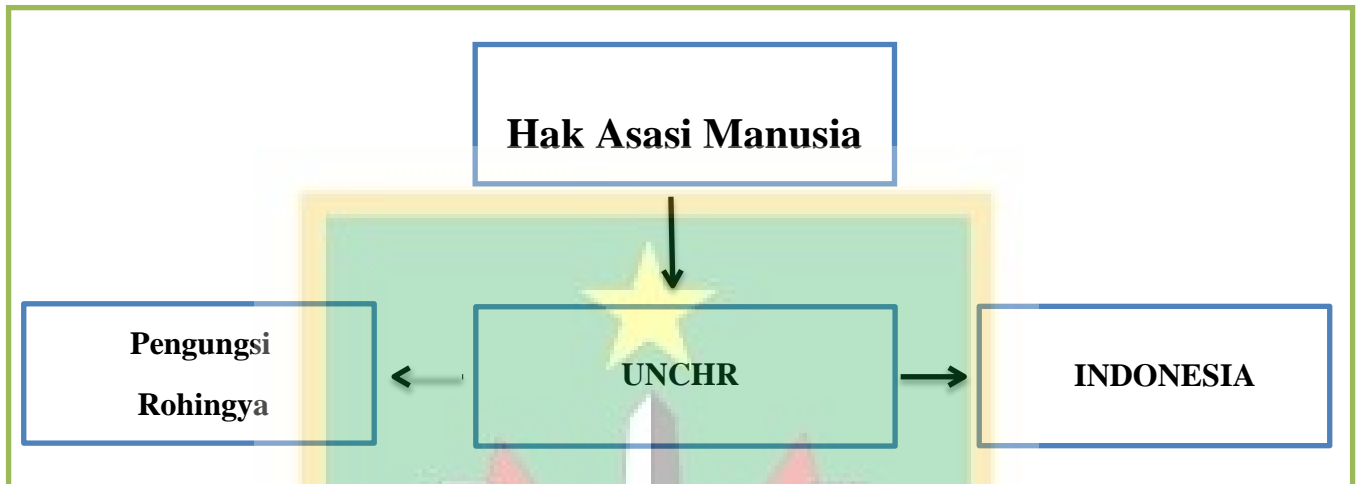 Hak Asasi Manusia
Pengungsi
Rohingya
UNCHR
INDONESIA